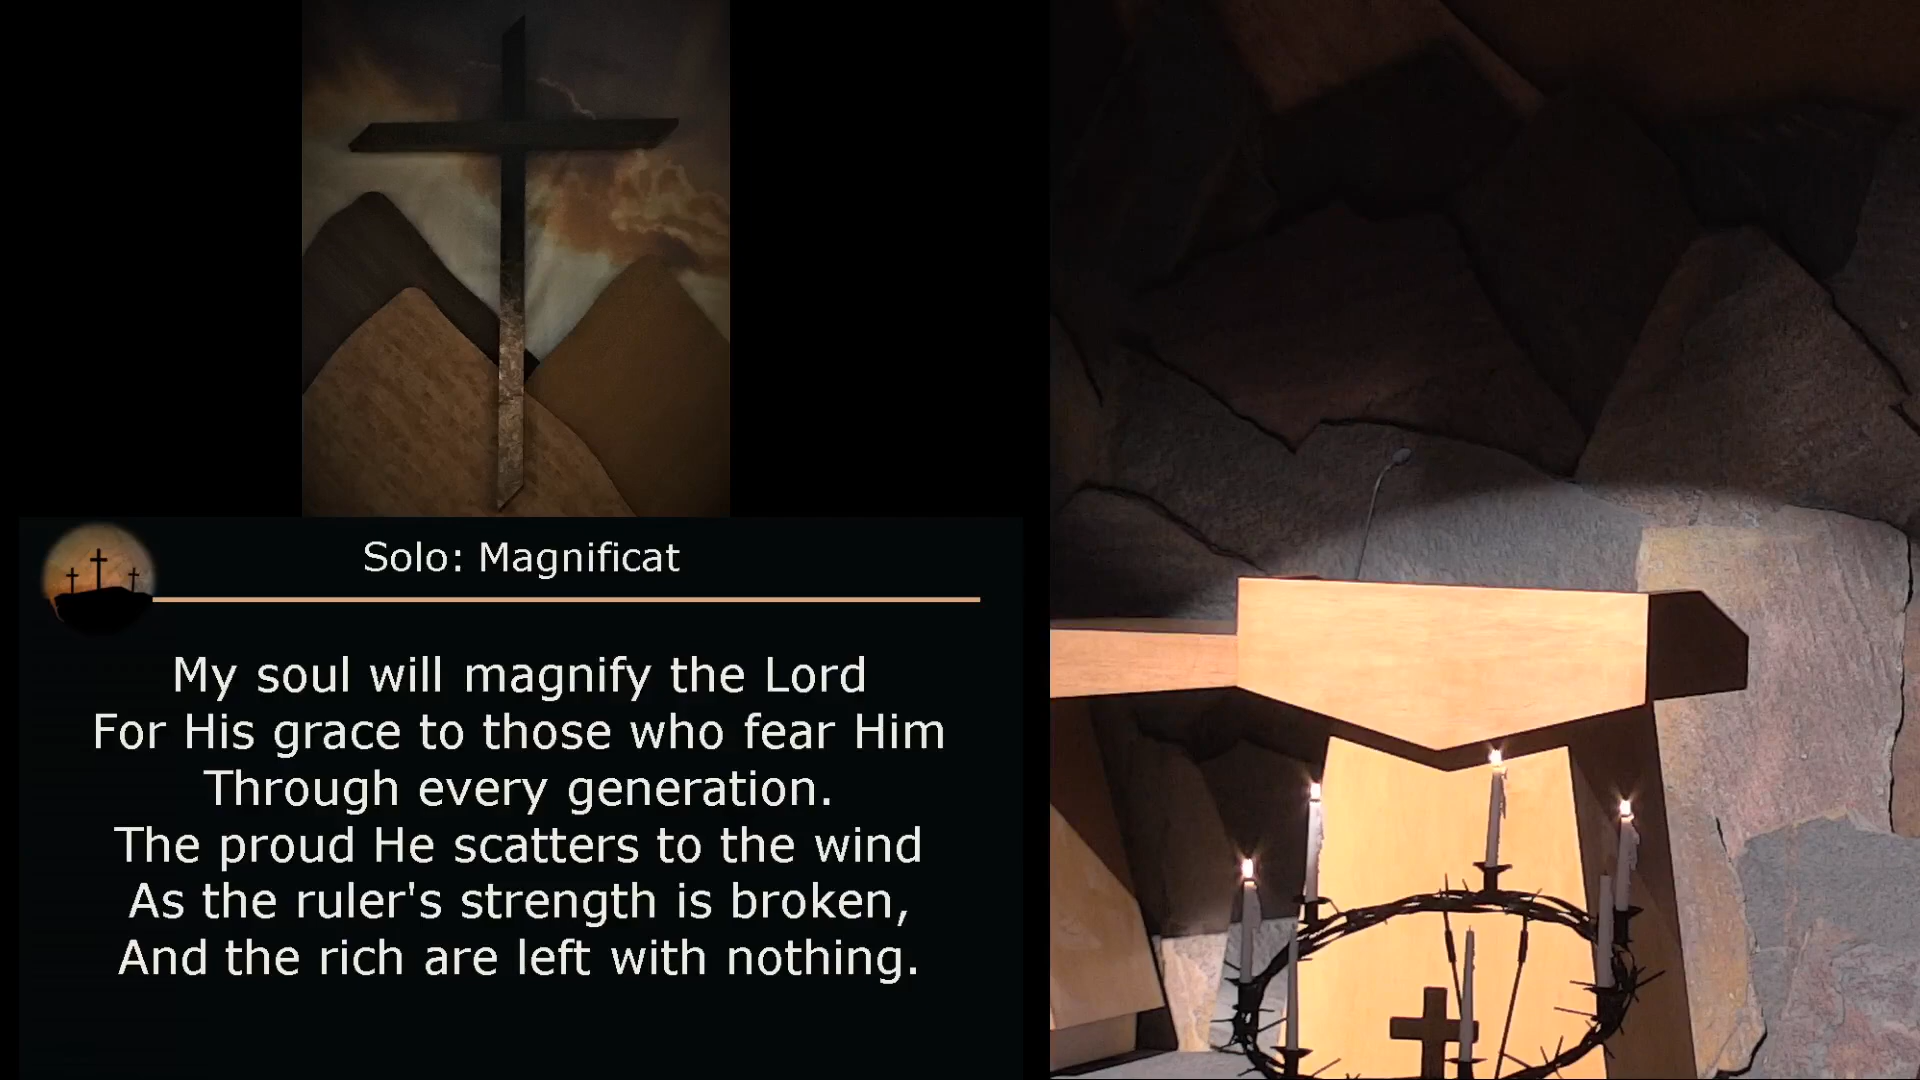 Solo: Magnificat
My soul will magnify the Lord
For His grace to those who fear Him
Through every generation.
The proud He scatters to the wind
As the ruler's strength is broken,
And the rich are left with nothing.